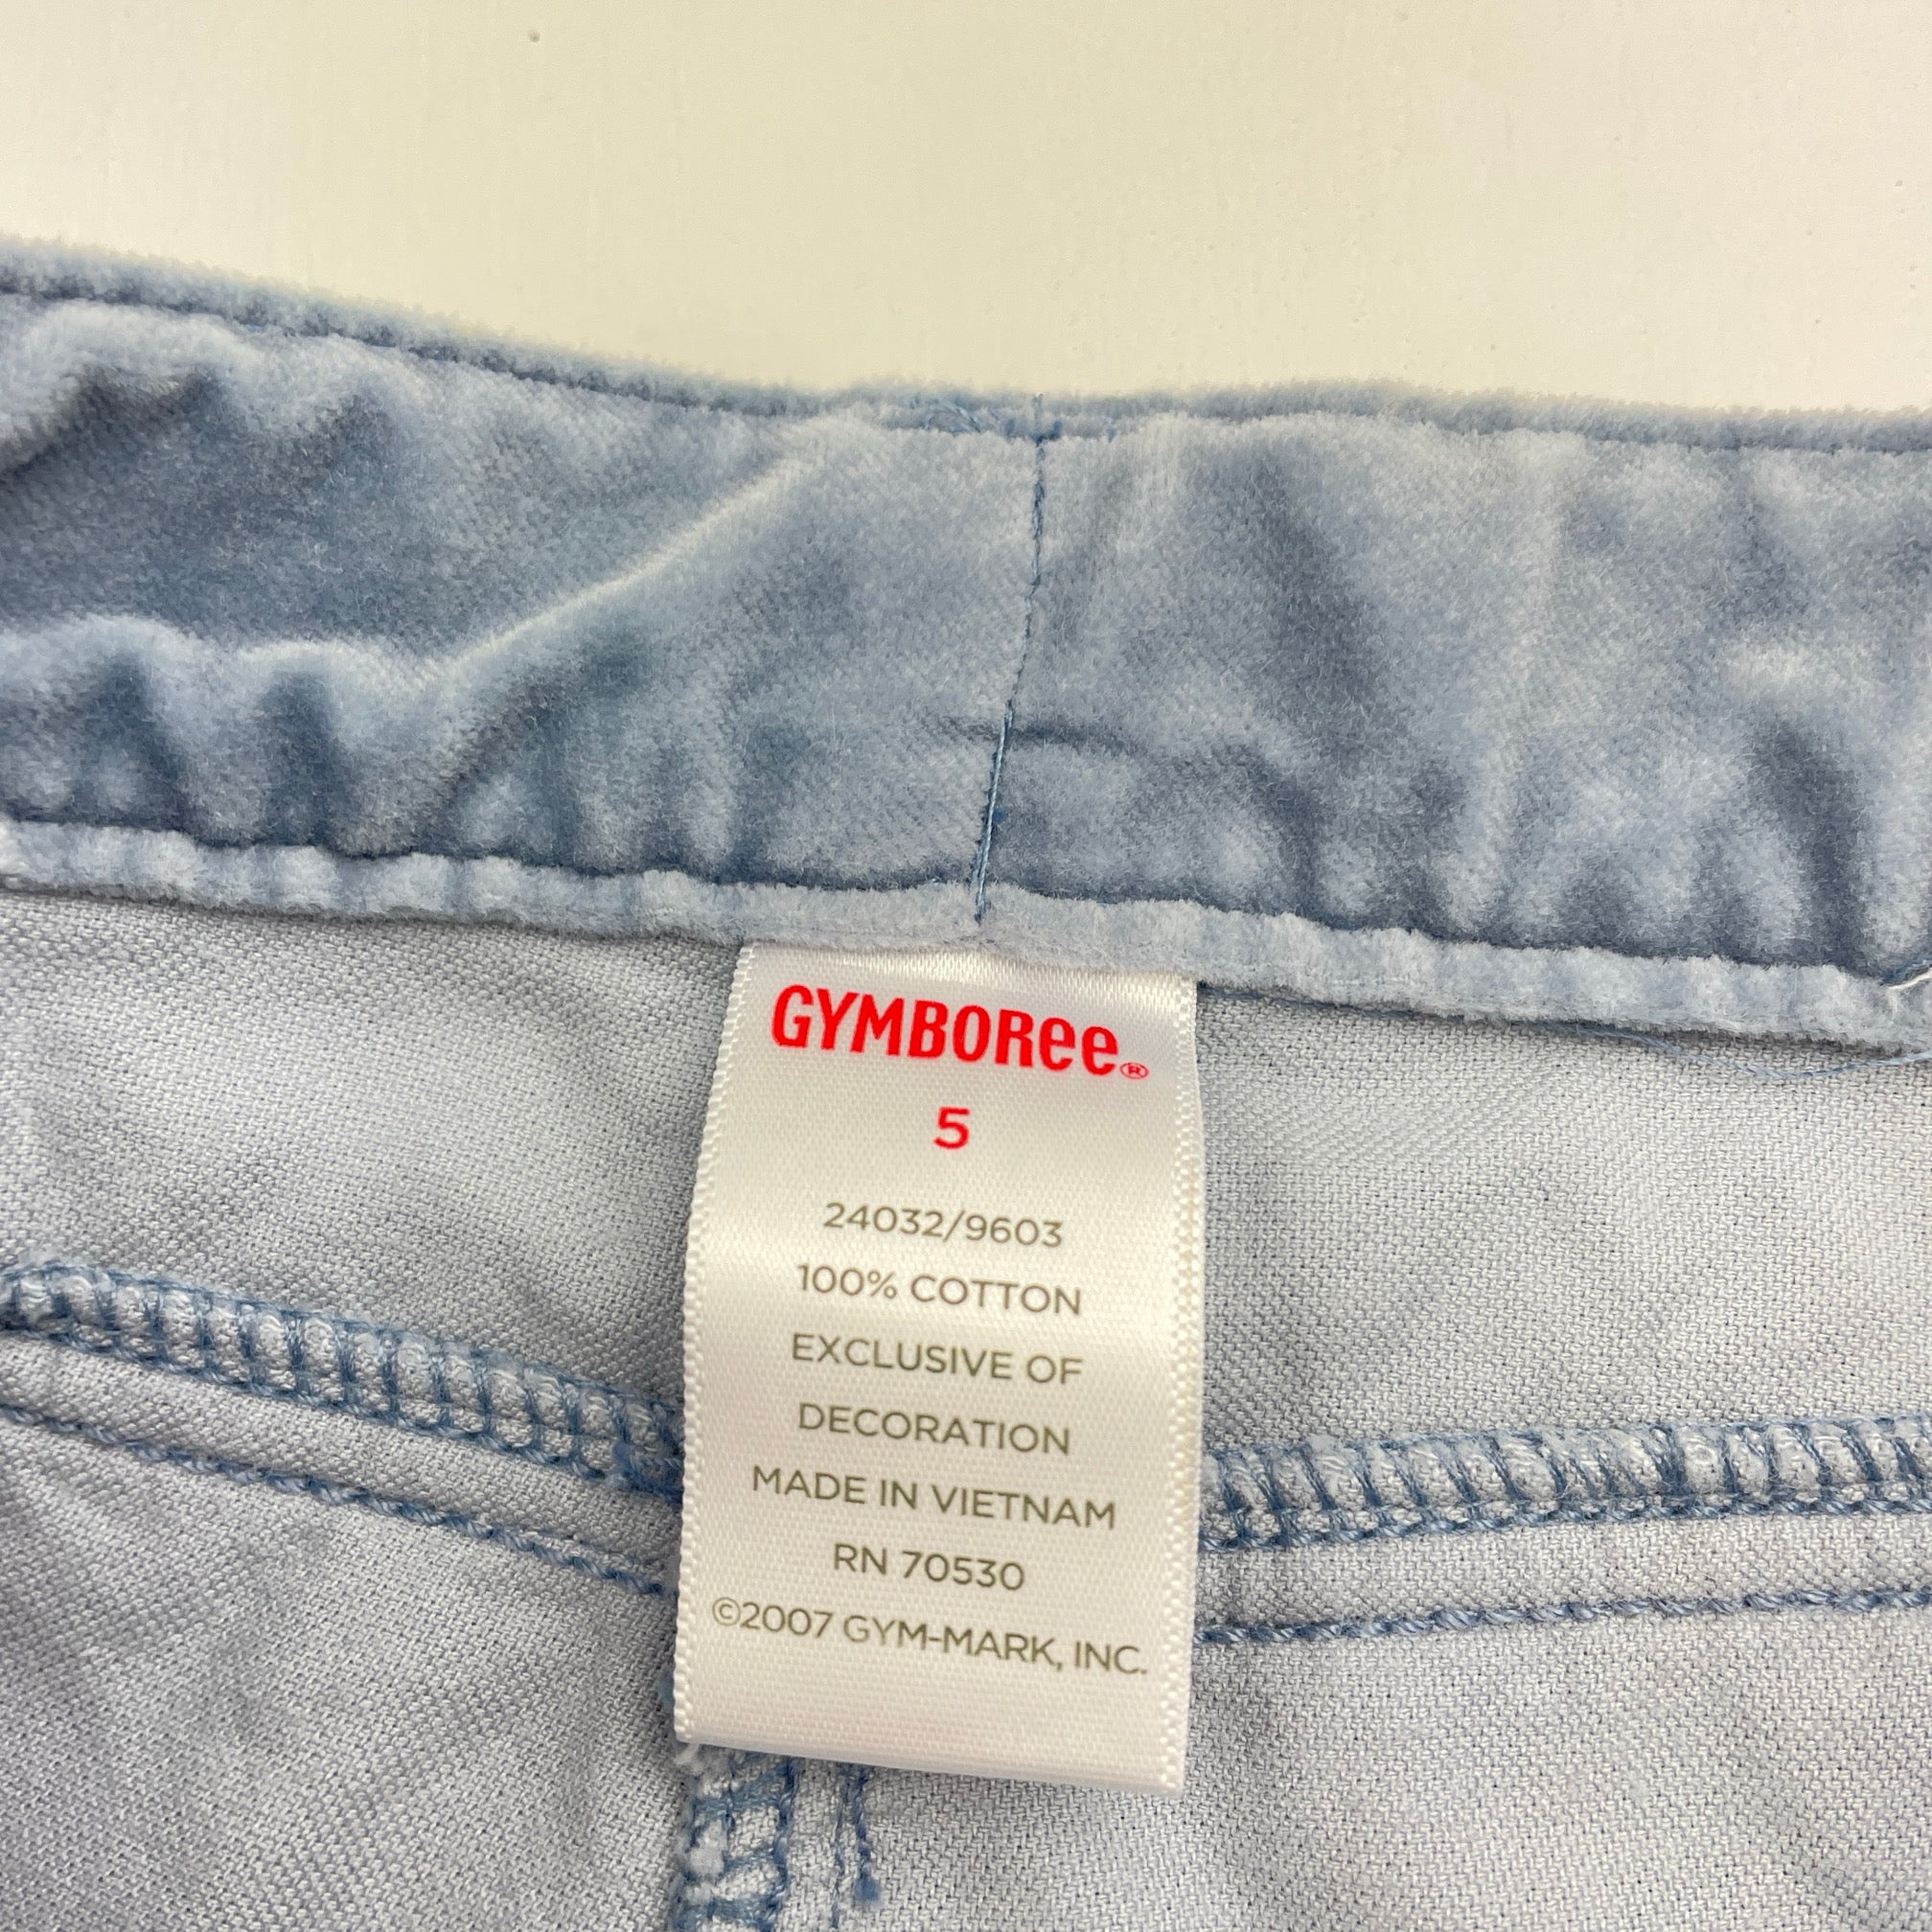 GYMBOREE®
5
24032/9603
100% COTTON
EXCLUSIVE OF
DECORATION
MADE IN VIETNAM
RN 70530
©2007 GYM-MARK, INC.